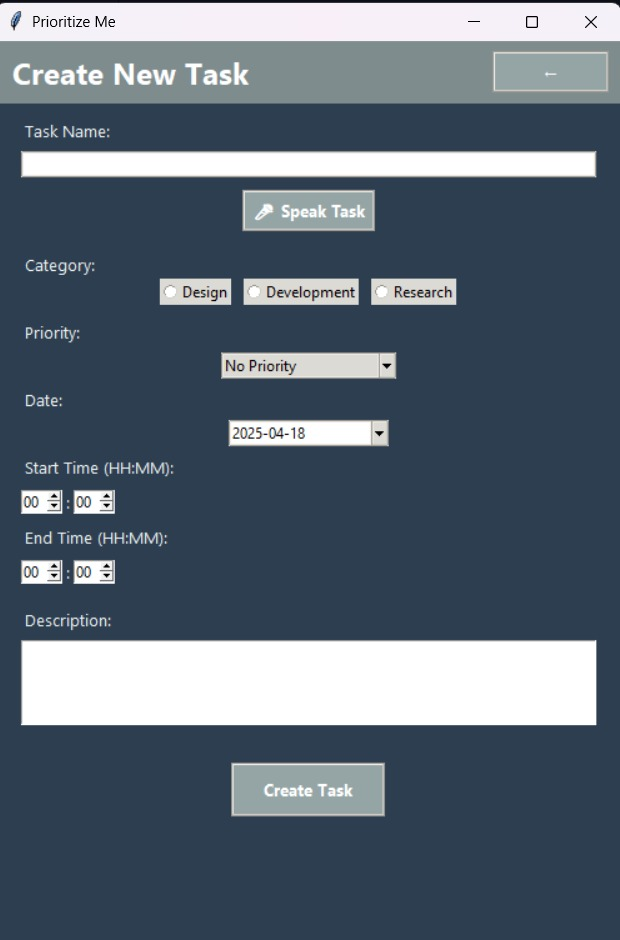 Prioritize Me
Create New Task
←
Task Name:
🎤 Speak Task
Category:
Design Development Research
Priority:
No Priority
Date:
2025-04-18
Start Time (HH:MM):
00 : 00
End Time (HH:MM):
00 : 00
Description:
Create Task